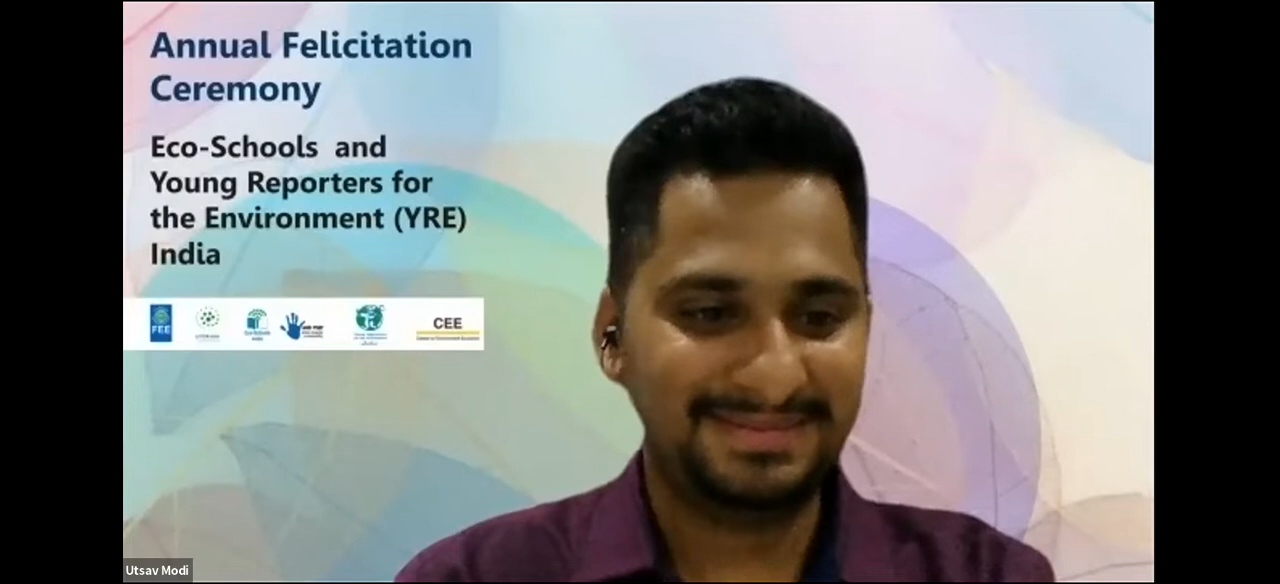 Annual Felicitation
Ceremony
Eco-Schools and
Young Reporters for
the Environment (YRE)
India
FEE
CEE
Utsav Modi